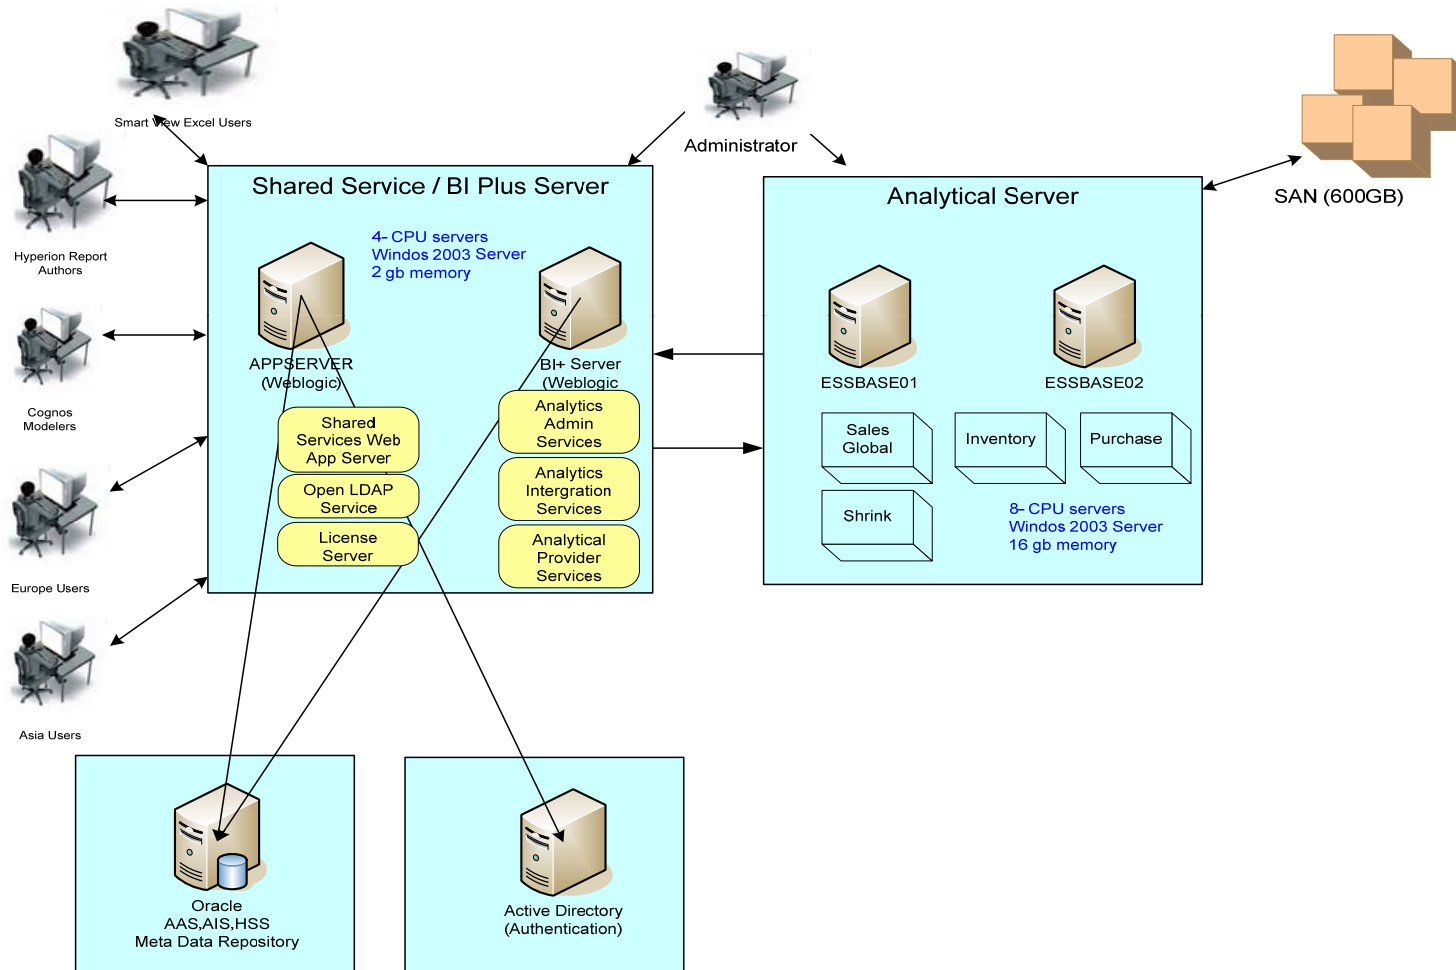 Smart View Excel Users
Administrator
SAN (600GB)
Hyperion Report
Authors
Cognos
Modelers
Europe Users
Asia Users
Shared Service / BI Plus Server
4- CPU servers
Windos 2003 Server
2 gb memory
APPSERVER
(Weblogic)
BI+ Server
(Weblogic
Shared
Services Web
App Server
Open LDAP
Service
License
Server
Analytics
Admin
Services
Analytics
Intergration
Services
Analytical
Provider
Services
Analytical Server
ESSBASE01
ESSBASE02
Sales
Global
Inventory
Purchase
Shrink
8- CPU servers
Windos 2003 Server
16 gb memory
Oracle
AAS,AIS,HSS
Meta Data Repository
Active Directory
(Authentication)